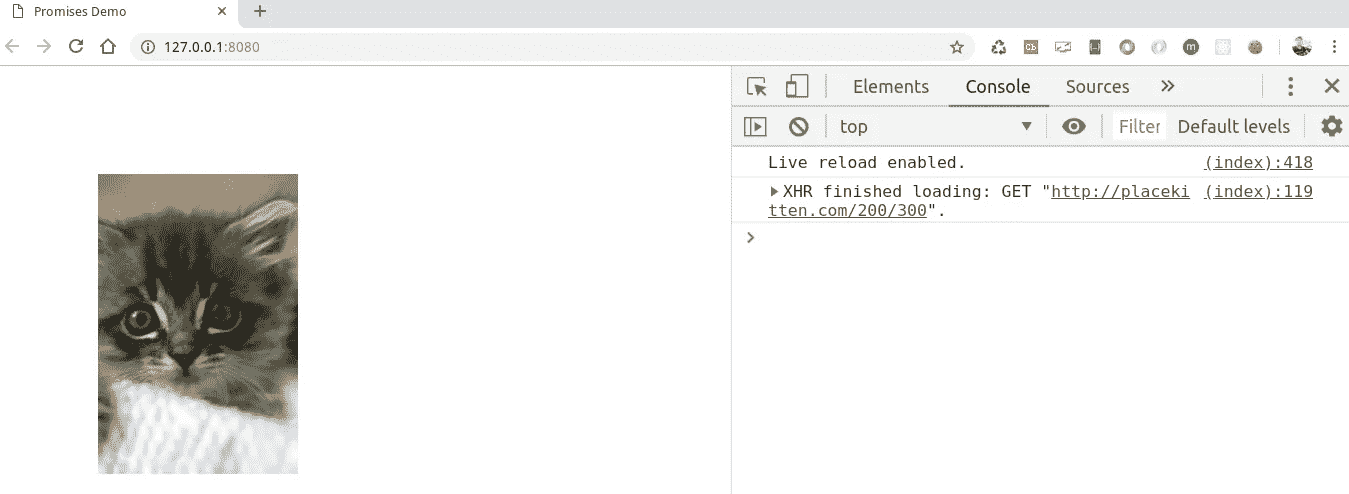 Promises Demo
127.0.0.1:8080
Elements Console Sources
top Filter Default levels
Live reload enabled. (index):418
XHR finished loading: GET "http://placeki (index):119
tten.com/200/300".